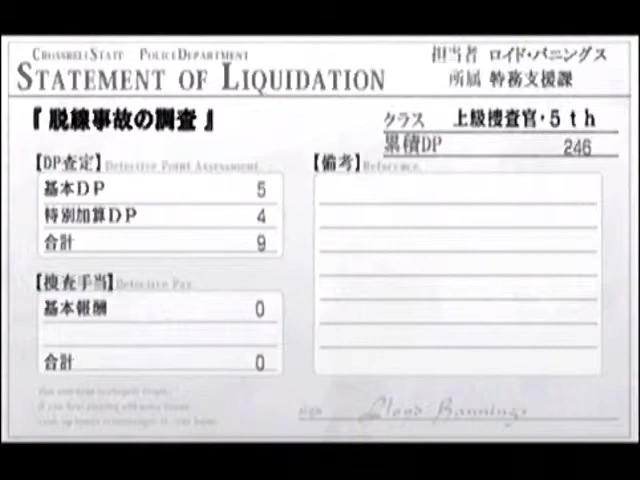 CROSSBELL STATE POLICE DEPARTMENT
STATEMENT OF LIQUIDATION
担当者 ロイド・バニングス
所属 特務支援課
『 脱線事故の調査 』
クラス 上級捜査官・5th
累積DP 246
【DP査定】Detective Point Assessment
基本DP 5
特別加算DP 4
合計 9
【備考】Reference
【捜査手当】Detective Pay
基本報酬 0
合計 0
sign Lloyd Bannings